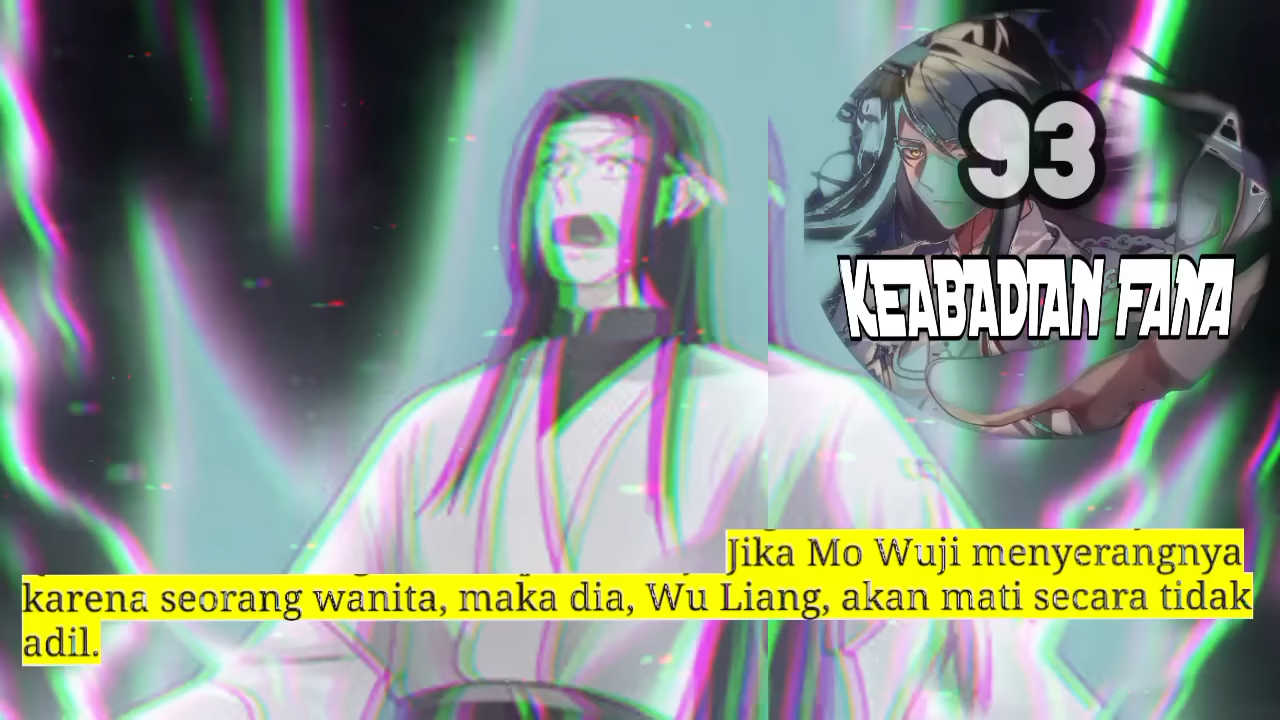 93
KEABADIAN FANA
Jika Mo Wuji menyerangnya
karena seorang wanita, maka dia, Wu Liang, akan mati secara tidak
adil.